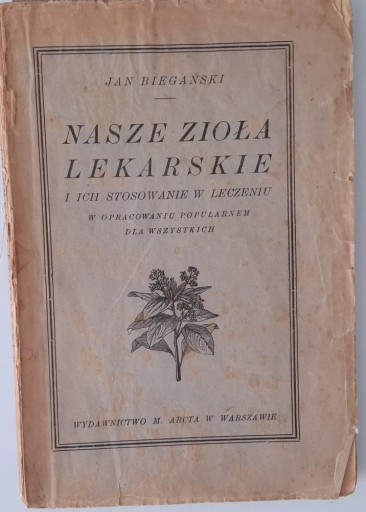 JAN BIEGAŃSKI
NASZE ZIOŁA
LEKARSKIE
I ICH STOSOWANIE W LECZENIU
W OPRACOWANIU POPULARNEM
DLA WSZYSTKICH
WYDAWNICTWO M. ARCTA W WARSZAWIE